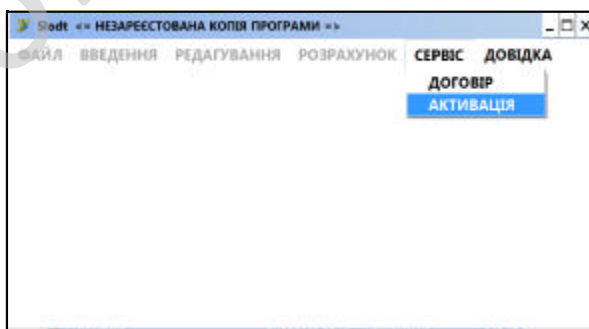 Slodt «= НЕЗАРЕЄСТОВАНА КОПІЯ ПРОГРАМИ =»
ФАЙЛ ВВЕДЕННЯ РЕДАГУВАННЯ РОЗРАХУНОК СЕРВІС ДОВІДКА
ДОГОВІР
АКТИВАЦІЯ